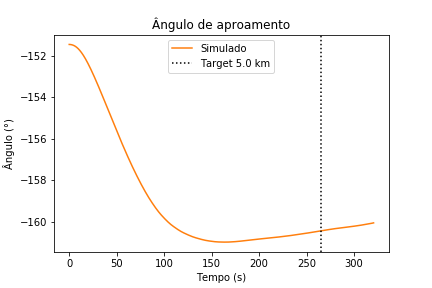 Ângulo de aproamento
Simulado
Target 5.0 km
Ângulo (°)
−152
−154
−156
−158
−160
0
50
100
150
200
250
300
Tempo (s)